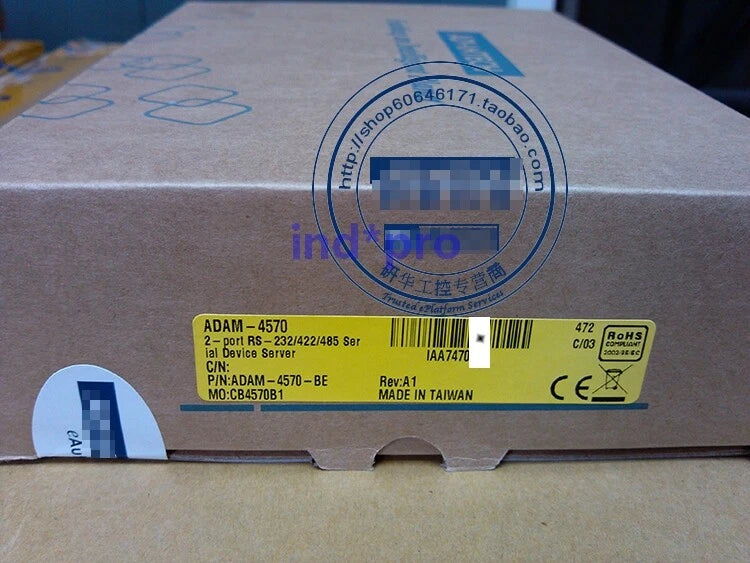 http://shop60646171.taobao.com
ind*pro
研华工控专营商
Trusted ePlatform Services
ADAM-4570
2-port RS-232/422/485 Ser
ial Device Server
C/N:
P/N:ADAM-4570-BE
MO:CB4570B1
IAA7470
Rev:A1
MADE IN TAIWAN
472
C/03
RoHS
COMPLIANT
2002/95/EC
CE
eAu